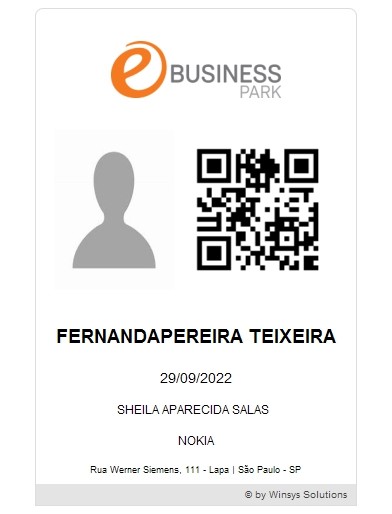 e BUSINESS
PARK
FERNANDAPEREIRA TEIXEIRA
29/09/2022
SHEILA APARECIDA SALAS
NOKIA
Rua Werner Siemens, 111 - Lapa | São Paulo - SP
© by Winsys Solutions